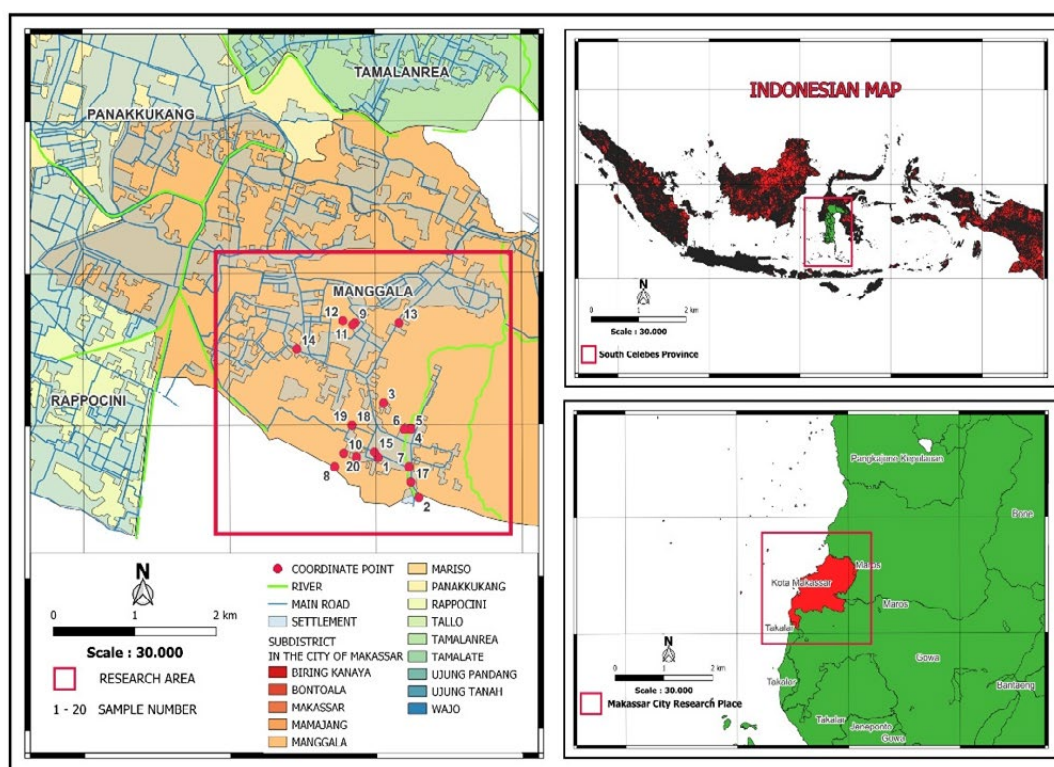 TAMALANREA
PANAKKUKANG
MANGGALA
12
9
13
11
14
RAPPOCINI
3
19
18
6
5
4
10
15
7
20
1
8
17
2
N
0 1 2 km
Scale : 30.000
RESEARCH AREA
1 - 20 SAMPLE NUMBER
COORDINATE POINT
RIVER
MAIN ROAD
SETTLEMENT
SUBDISTRICT
IN THE CITY OF MAKASSAR
BIRING KANAYA
BONTOALA
MAKASSAR
MAMAJANG
MANGGALA
MARISO
PANAKKUKANG
RAPPOCINI
TALLO
TAMALANREA
TAMALATE
UJUNG PANDANG
UJUNG TANAH
WAJO
INDONESIAN MAP
N
0 1 2 km
Scale : 30.000
South Celebes Province
Pangkajene Kepulauan
Bone
Maros
Kota Makassar
Maros
Takalar
Gowa
Takalar
Bantaeng
Takalar
Jeneponto
Gowa
N
0 1 2 km
Scale : 30.000
Makassar City Research Place